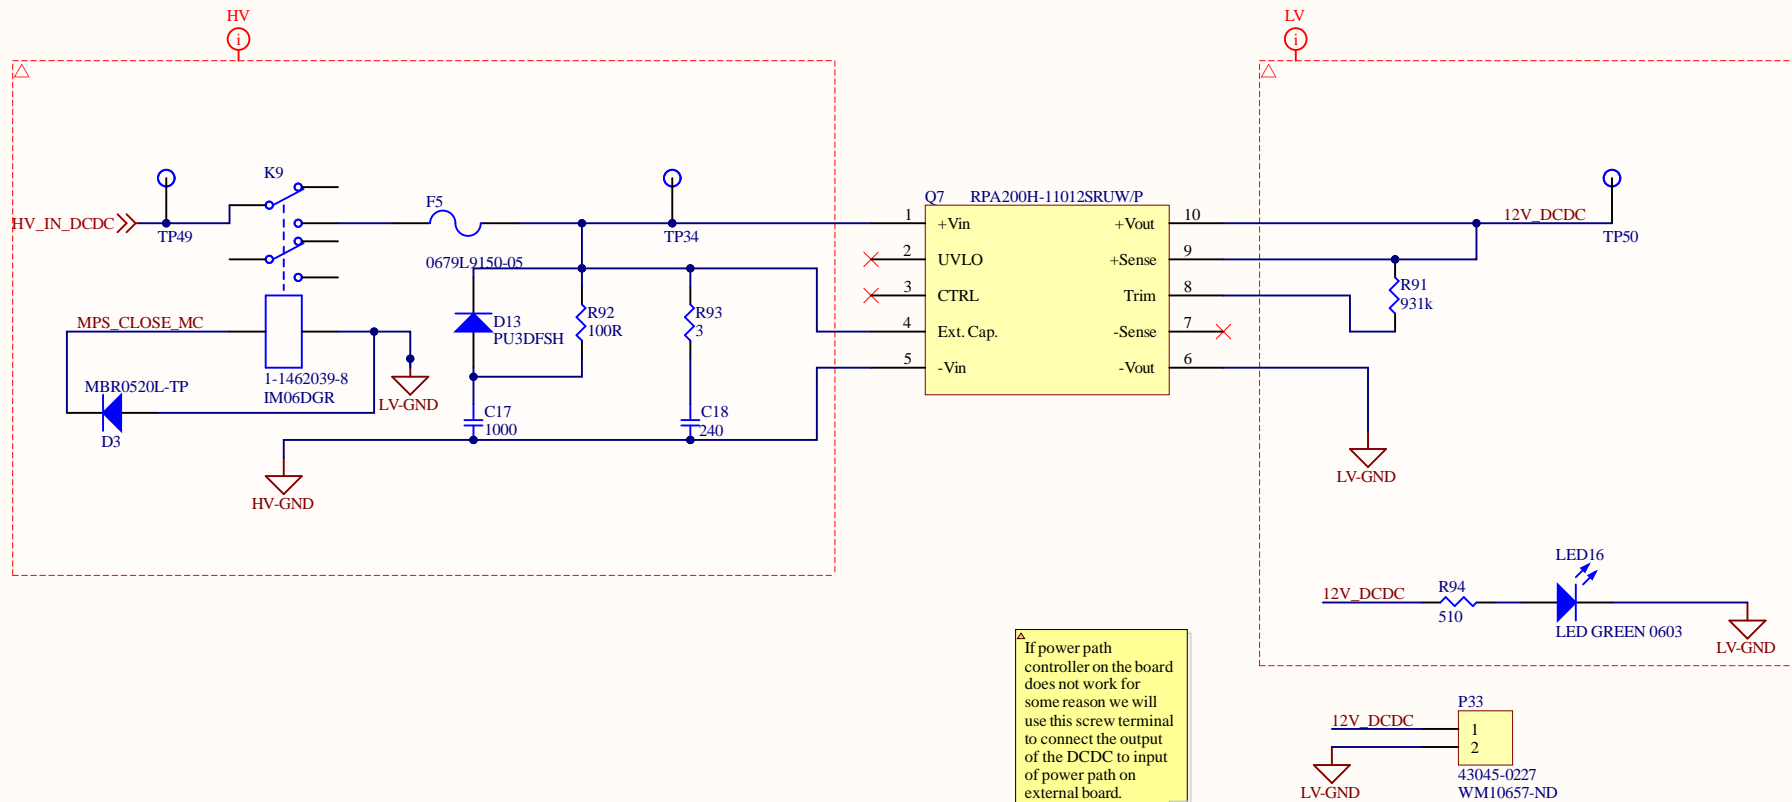 HV
i
LV
i
HV_IN_DCDC
TP49
K9
F5
0679L9150-05
TP34
MPS_CLOSE_MC
MBR0520L-TP
D3
1-1462039-8
IM06DGR
LV-GND
D13
PU3DFSH
R92
100R
R93
3
C17
1000
C18
240
HV-GND
Q7
RPA200H-11012SRUW/P
1
+Vin
2
UVLO
3
CTRL
4
Ext. Cap.
5
-Vin
10
+Vout
9
+Sense
8
Trim
7
-Sense
6
-Vout
12V_DCDC
TP50
R91
931k
LV-GND
12V_DCDC
R94
510
LED16
LED GREEN 0603
LV-GND
If power path
controller on the board
does not work for
some reason we will
use this screw terminal
to connect the output
of the DCDC to input
of power path on
external board.
P33
12V_DCDC
1
2
LV-GND
43045-0227
WM10657-ND